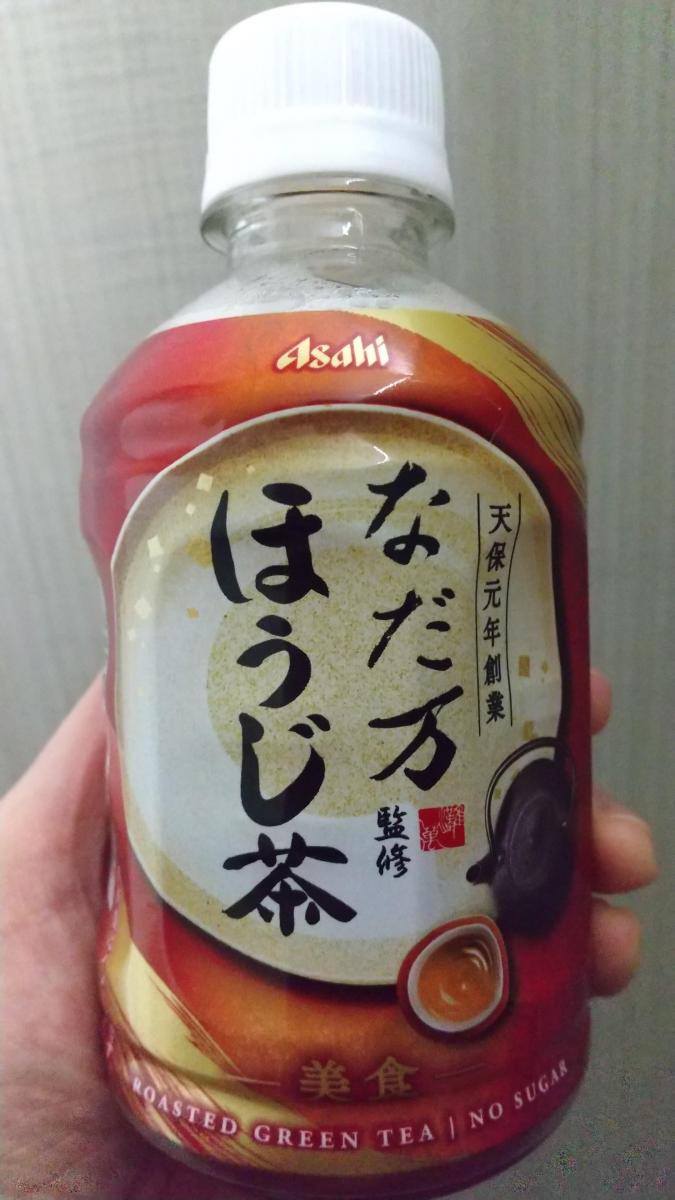 Asahi
天保元年創業
なだ万
監修
ほうじ茶
美食
ROASTED GREEN TEA | NO SUGAR